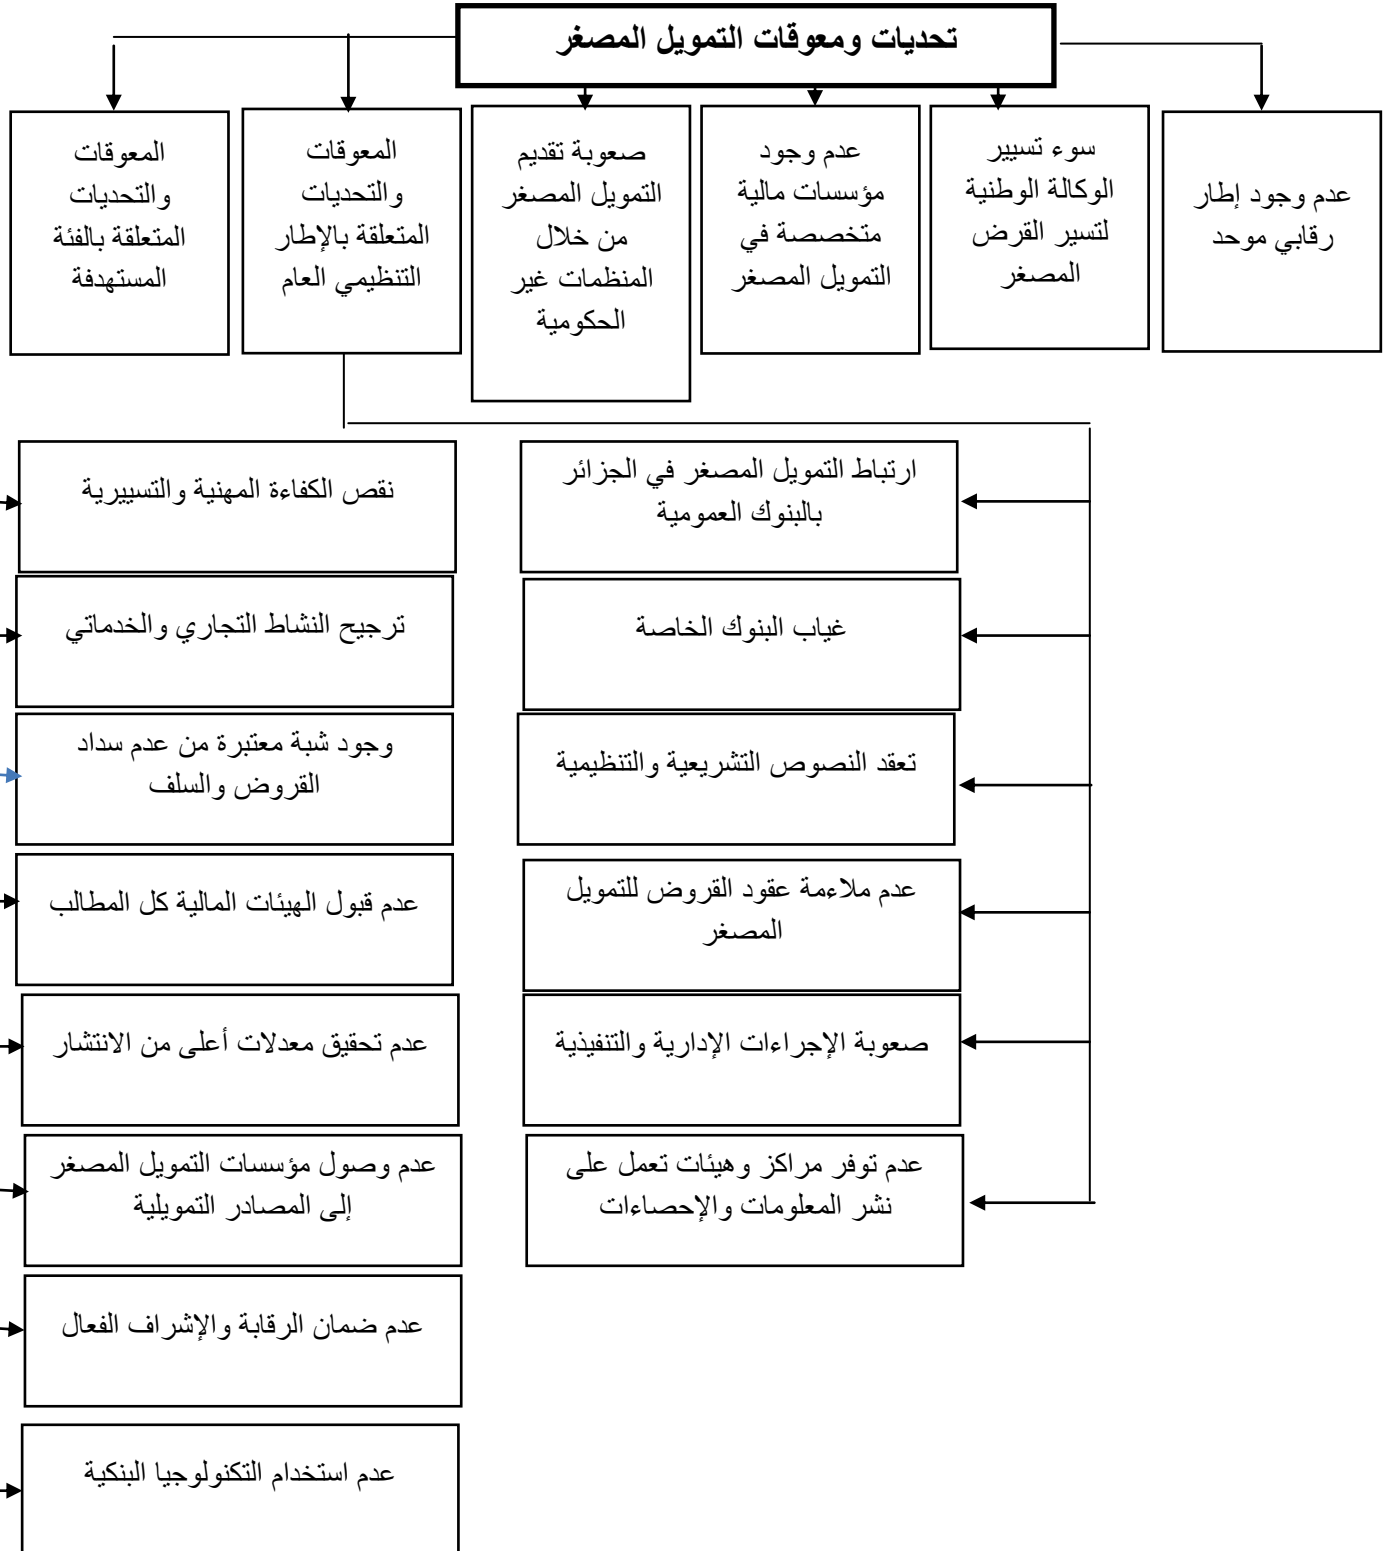 تحديات ومعوقات التمويل المصغر
عدم وجود إطار
رقابي موحد
سوء تسيير
الوكالة الوطنية
لتسير القرض
المصغر
عدم وجود
مؤسسات مالية
متخصصة في
التمويل المصغر
صعوبة تقديم
التمويل المصغر
من خلال
المنظمات غير
الحكومية
المعوقات
والتحديات
المتعلقة بالإطار
التنظيمي العام
المعوقات
والتحديات
المتعلقة بالفئة
المستهدفة
ارتباط التمويل المصغر في الجزائر
بالبنوك العمومية
غياب البنوك الخاصة
تعقد النصوص التشريعية والتنظيمية
عدم ملاءمة عقود القروض للتمويل
المصغر
صعوبة الإجراءات الإدارية والتنفيذية
عدم توفر مراكز وهيئات تعمل على
نشر المعلومات والإحصاءات
نقص الكفاءة المهنية والتسييرية
ترجيح النشاط التجاري والخدماتي
وجود شبة معتبرة من عدم سداد
القروض والسلف
عدم قبول الهيئات المالية كل المطالب
عدم تحقيق معدلات أعلى من الانتشار
عدم وصول مؤسسات التمويل المصغر
إلى المصادر التمويلية
عدم ضمان الرقابة والإشراف الفعال
عدم استخدام التكنولوجيا البنكية